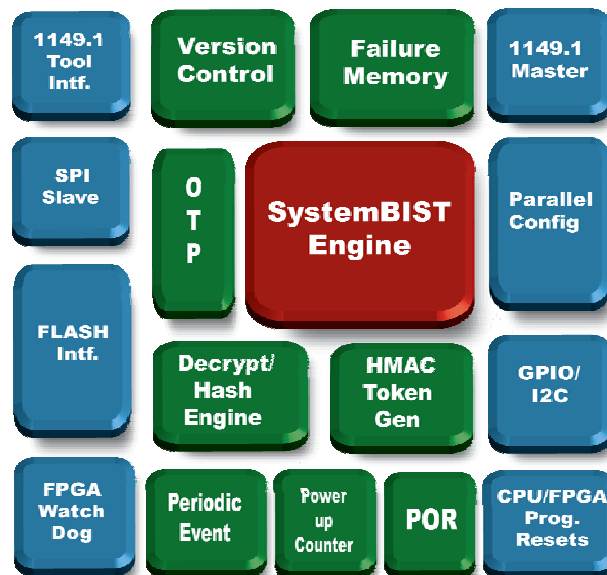 1149.1
Tool
Intf.
Version
Control
Failure
Memory
1149.1
Master
SPI
Slave
O
T
P
SystemBIST
Engine
Parallel
Config
FLASH
Intf.
Decrypt/
Hash
Engine
HMAC
Token
Gen
GPIO/
I2C
FPGA
Watch
Dog
Periodic
Event
Power
up
Counter
POR
CPU/FPGA
Prog.
Resets